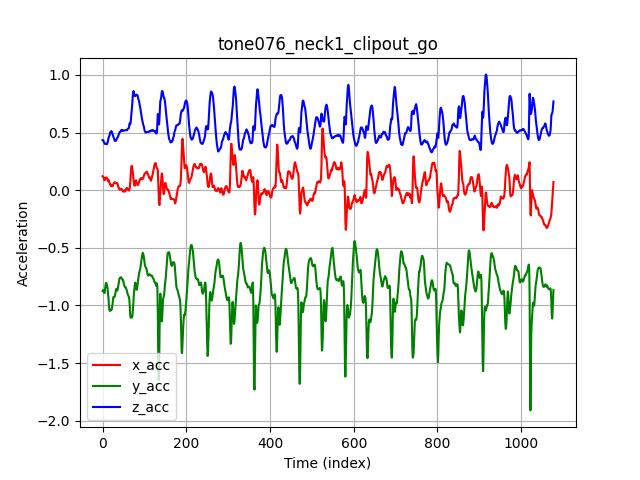 tone076_neck1_clipout_go
1.0
0.5
0.0
−0.5
−1.0
−1.5
−2.0
Acceleration
x_acc
y_acc
z_acc
0 200 400 600 800 1000
Time (index)